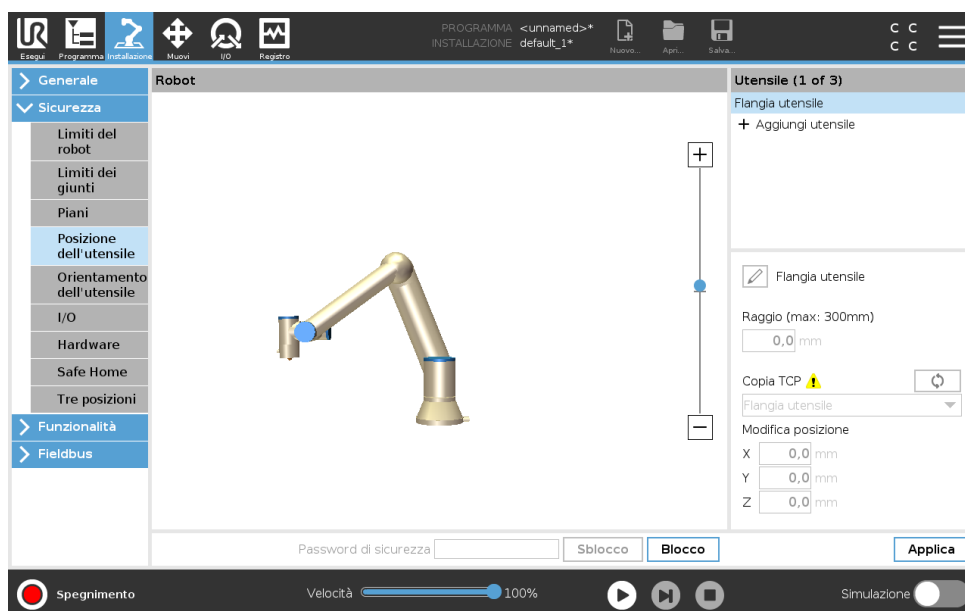 UR
PROGRAMMA <unnamed>*
INSTALLAZIONE default_1*
Esegui Programma Installazione Muovi I/O Registro Nuovo... Apri... Salva...
C C
C C
Generale
Sicurezza
Limiti del
robot
Limiti dei
giunti
Piani
Posizione
dell'utensile
Orientamento
dell'utensile
I/O
Hardware
Safe Home
Tre posizioni
Funzionalità
Fieldbus
Robot
+
−
Password di sicurezza Sblocco Blocco
Utensile (1 of 3)
Flangia utensile
+ Aggiungi utensile
Flangia utensile
Raggio (max: 300mm)
0,0 mm
Copia TCP
Flangia utensile
Modifica posizione
X 0,0 mm
Y 0,0 mm
Z 0,0 mm
Applica
Spegnimento Velocità 100% Simulazione